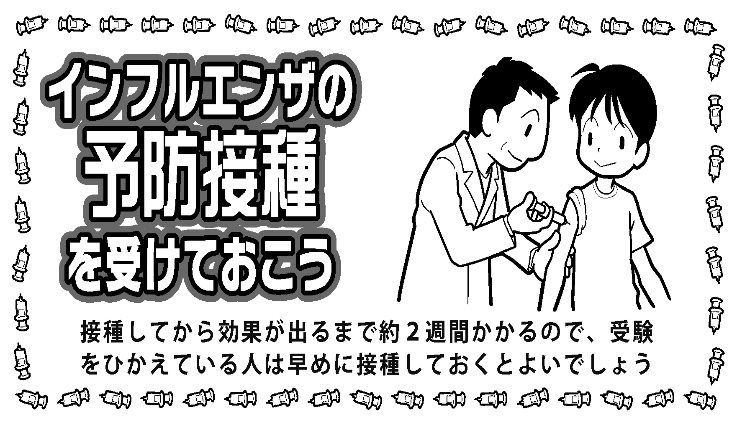 インフルエンザの
予防接種
を受けておこう
接種してから効果が出るまで約２週間かかるので、受験
をひかえている人は早めに接種しておくとよいでしょう